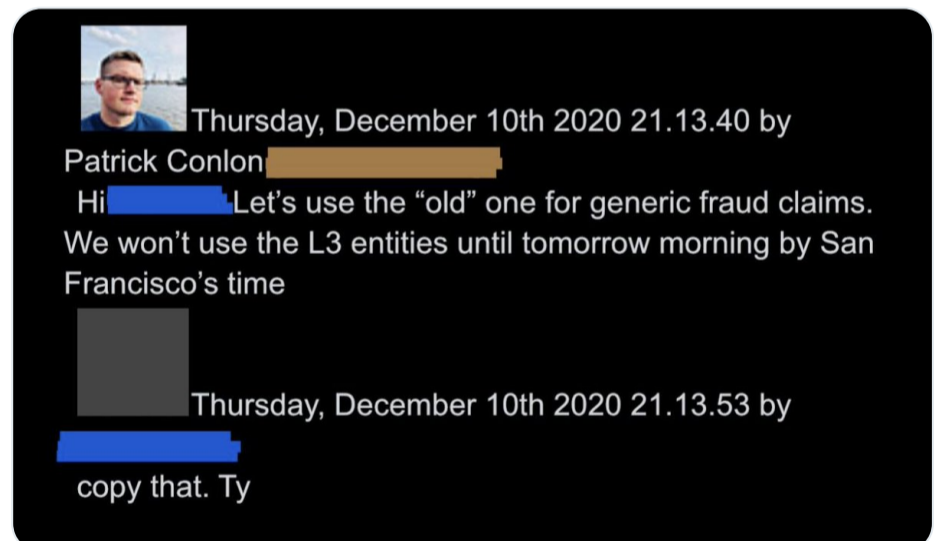 Thursday, December 10th 2020 21.13.40 by
Patrick Conlon
Hi Let’s use the “old” one for generic fraud claims.
We won’t use the L3 entities until tomorrow morning by San
Francisco’s time
Thursday, December 10th 2020 21.13.53 by
copy that. Ty